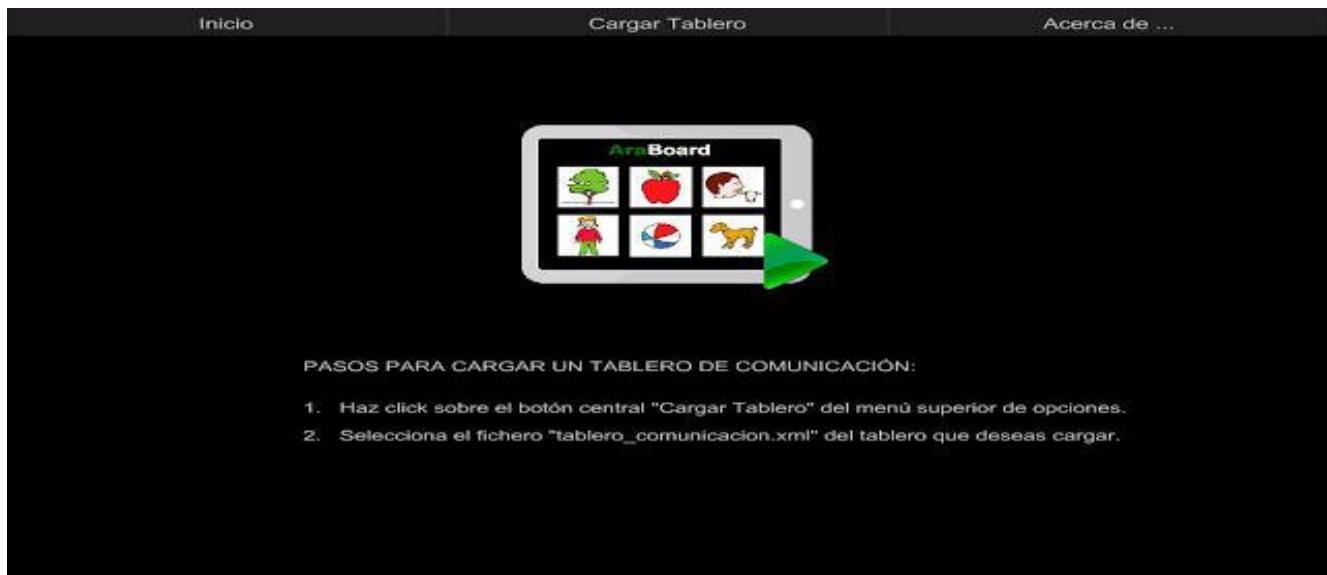 Inicio
Cargar Tablero
Acerca de ...
AraBoard
PASOS PARA CARGAR UN TABLERO DE COMUNICACIÓN:
1. Haz click sobre el botón central "Cargar Tablero" del menú superior de opciones.
2. Selecciona el fichero "tablero_comunicacion.xml" del tablero que deseas cargar.